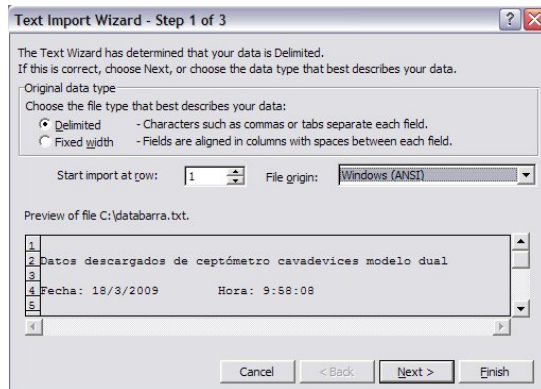 Text Import Wizard - Step 1 of 3
The Text Wizard has determined that your data is Delimited.
If this is correct, choose Next, or choose the data type that best describes your data.
Original data type
Choose the file type that best describes your data:
Delimited - Characters such as commas or tabs separate each field.
Fixed width - Fields are aligned in columns with spaces between each field.
Start import at row: 1 File origin: Windows (ANSI)
Preview of file C:\databarra.txt.
1
2 Datos descargados de ceptómetro cavadevices modelo dual
3
4 Fecha: 18/3/2009 Hora: 9:58:08
5
Cancel < Back Next > Finish